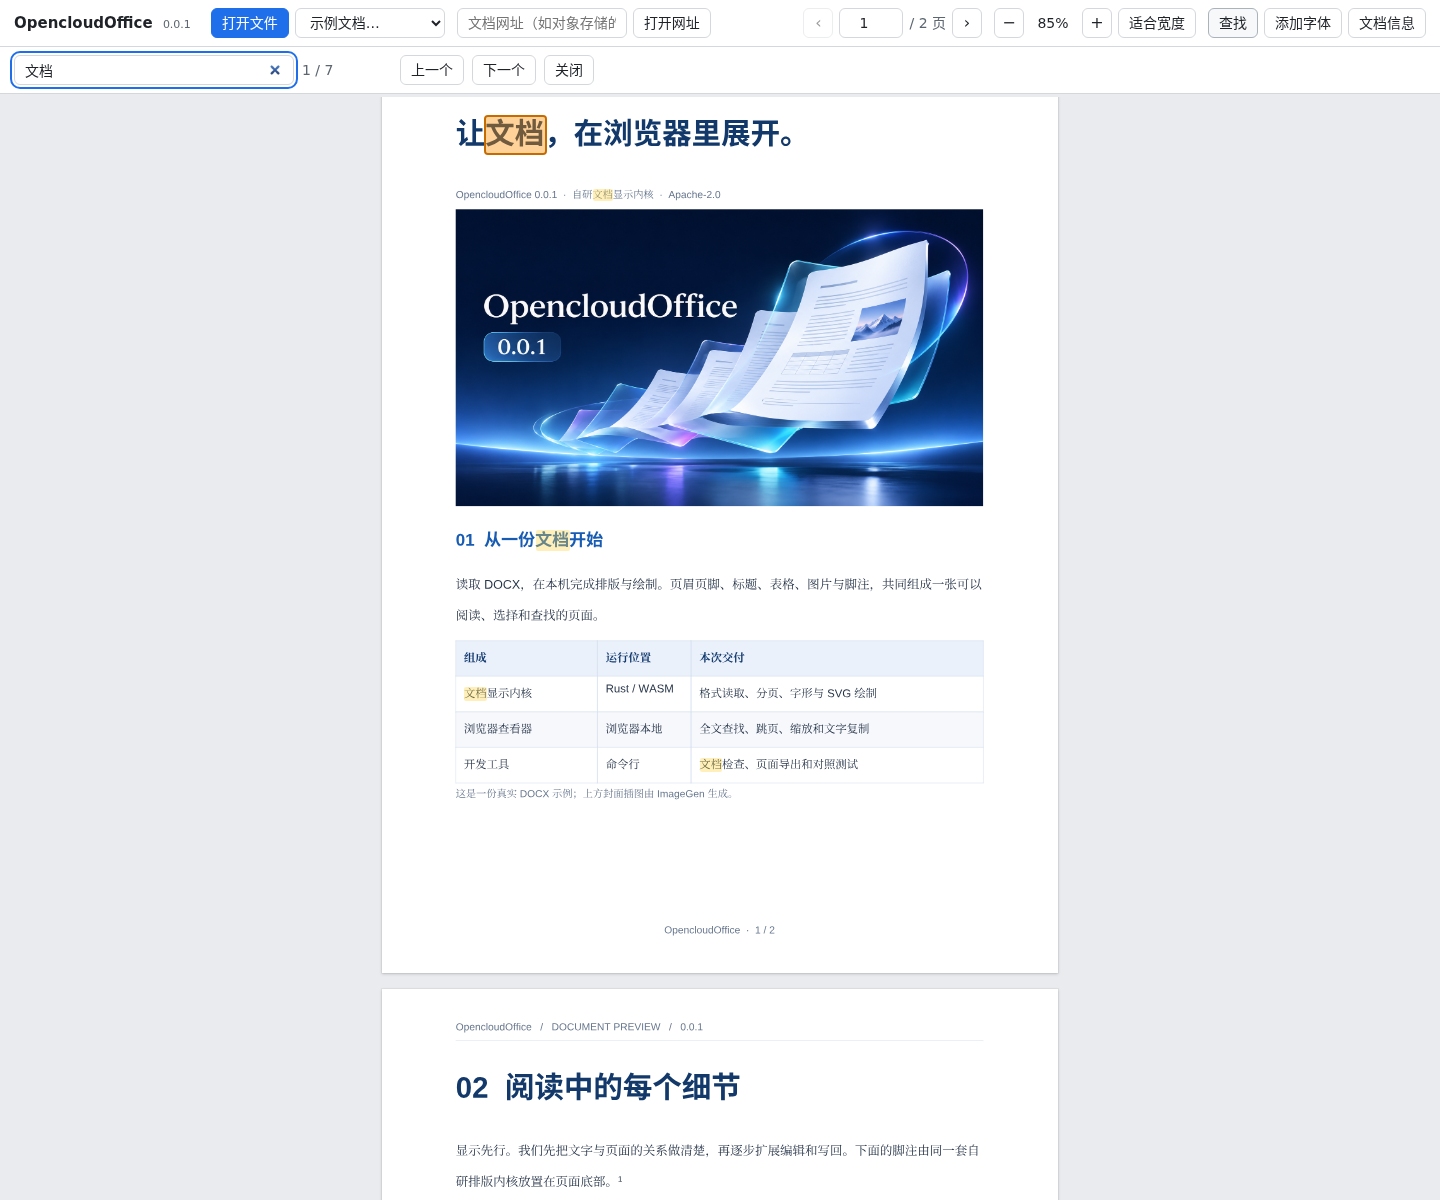 OpencloudOffice 0.0.1 打开文件 示例文档... 文档网址（如对象存储的 打开网址 ‹ 1 / 2 页 › − 85% + 适合宽度 查找 添加字体 文档信息
文档 × 1 / 7 上一个 下一个 关闭
让文档，在浏览器里展开。
OpencloudOffice 0.0.1 · 自研文档显示内核 · Apache-2.0
OpencloudOffice
0.0.1
01 从一份文档开始
读取 DOCX，在本机完成排版与绘制。页眉页脚、标题、表格、图片与脚注，共同组成一张可以
阅读、选择和查找的页面。
组成 运行位置 本次交付
文档显示内核 Rust / WASM 格式读取、分页、字形与 SVG 绘制
浏览器查看器 浏览器本地 全文查找、跳页、缩放和文字复制
开发工具 命令行 文档检查、页面导出和对照测试
这是一份真实 DOCX 示例；上方封面插图由 ImageGen 生成。
OpencloudOffice · 1 / 2
OpencloudOffice / DOCUMENT PREVIEW / 0.0.1
02 阅读中的每个细节
显示先行。我们先把文字与页面的关系做清楚，再逐步扩展编辑和写回。下面的脚注由同一套自
研排版内核放置在页面底部。¹